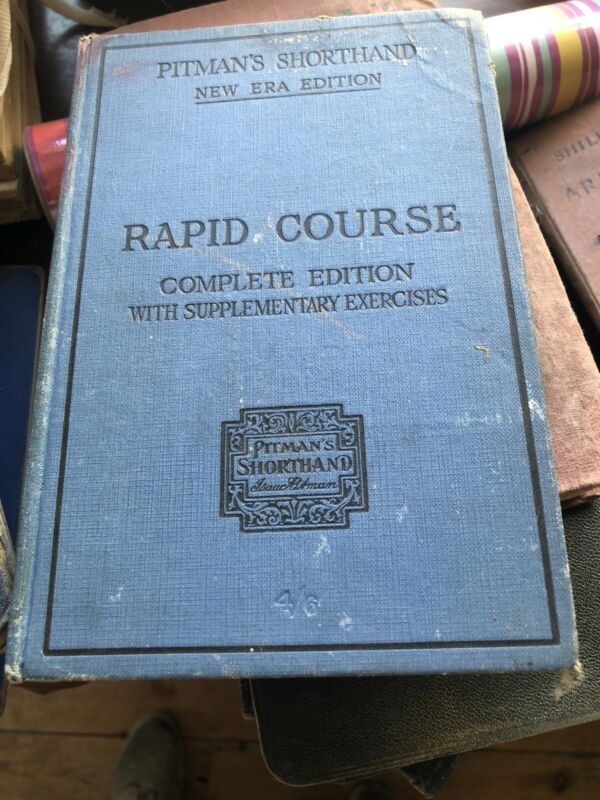 PITMAN'S SHORTHAND
NEW ERA EDITION
RAPID COURSE
COMPLETE EDITION
WITH SUPPLEMENTARY EXERCISES
PITMAN'S
SHORTHAND
Isaac Pitman
4/6